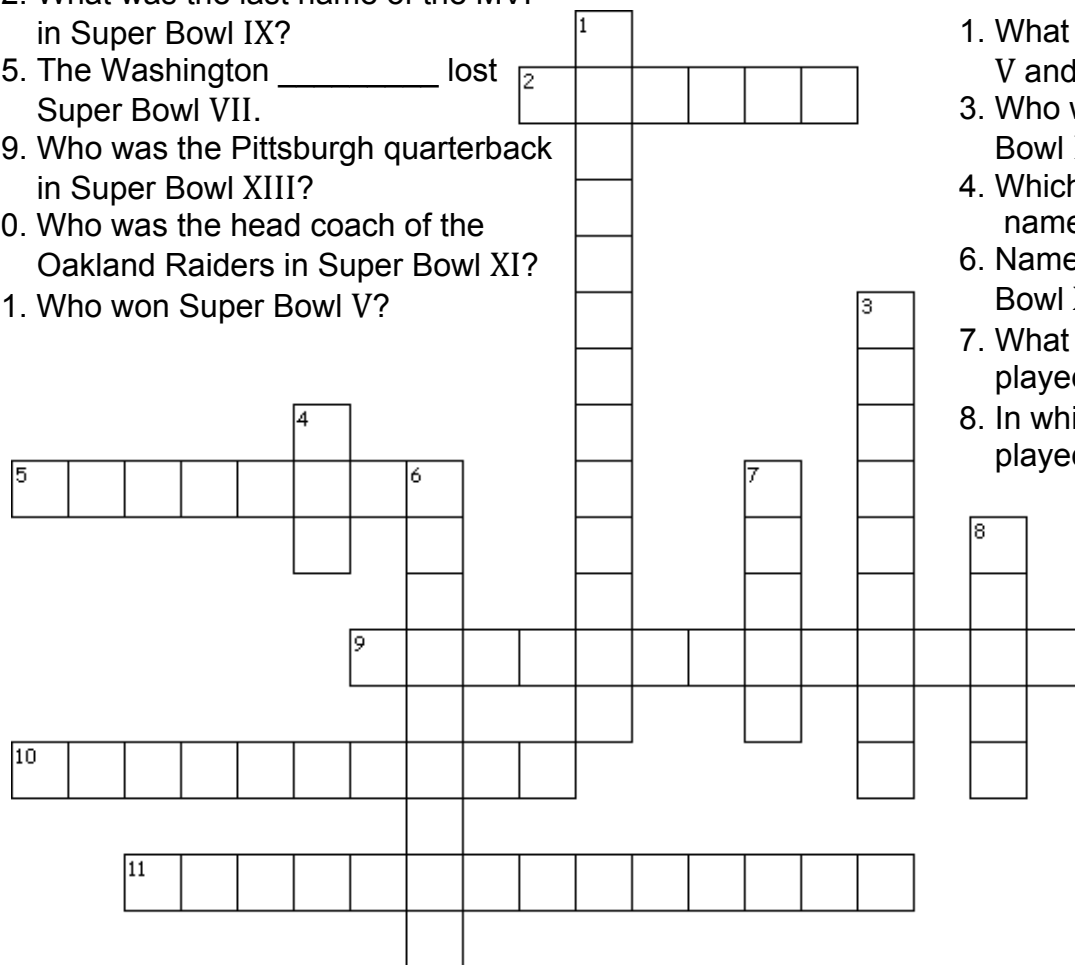 2. What was the last name of the MVP
in Super Bowl IX?
5. The Washington _________ lost
Super Bowl VII.
9. Who was the Pittsburgh quarterback
in Super Bowl XIII?
0. Who was the head coach of the
Oakland Raiders in Super Bowl XI?
1. Who won Super Bowl V?
1. What
V and
3. Who
Bowl
4. Which
name
6. Name
Bowl
7. What
played
8. In
played
1
2
3
4
5
6
7
8
9
10
11